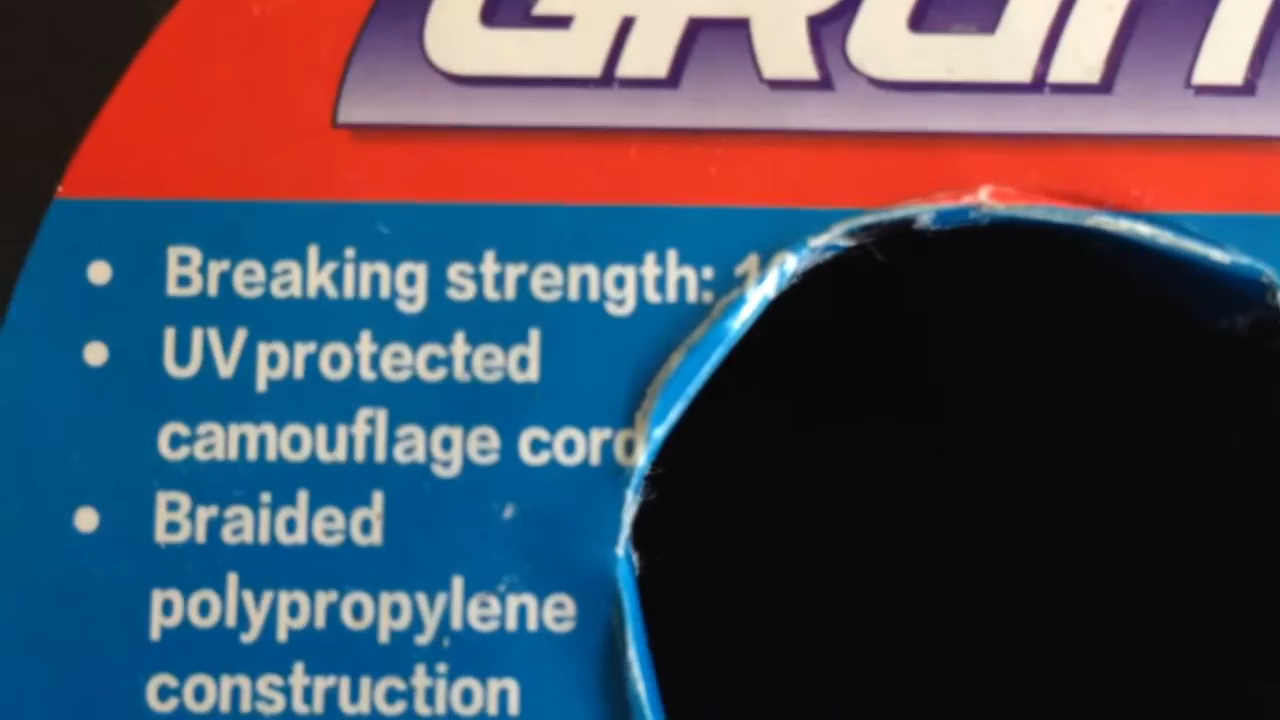 Breaking strength:
UV protected
camouflage cord
Braided
polypropylene
construction